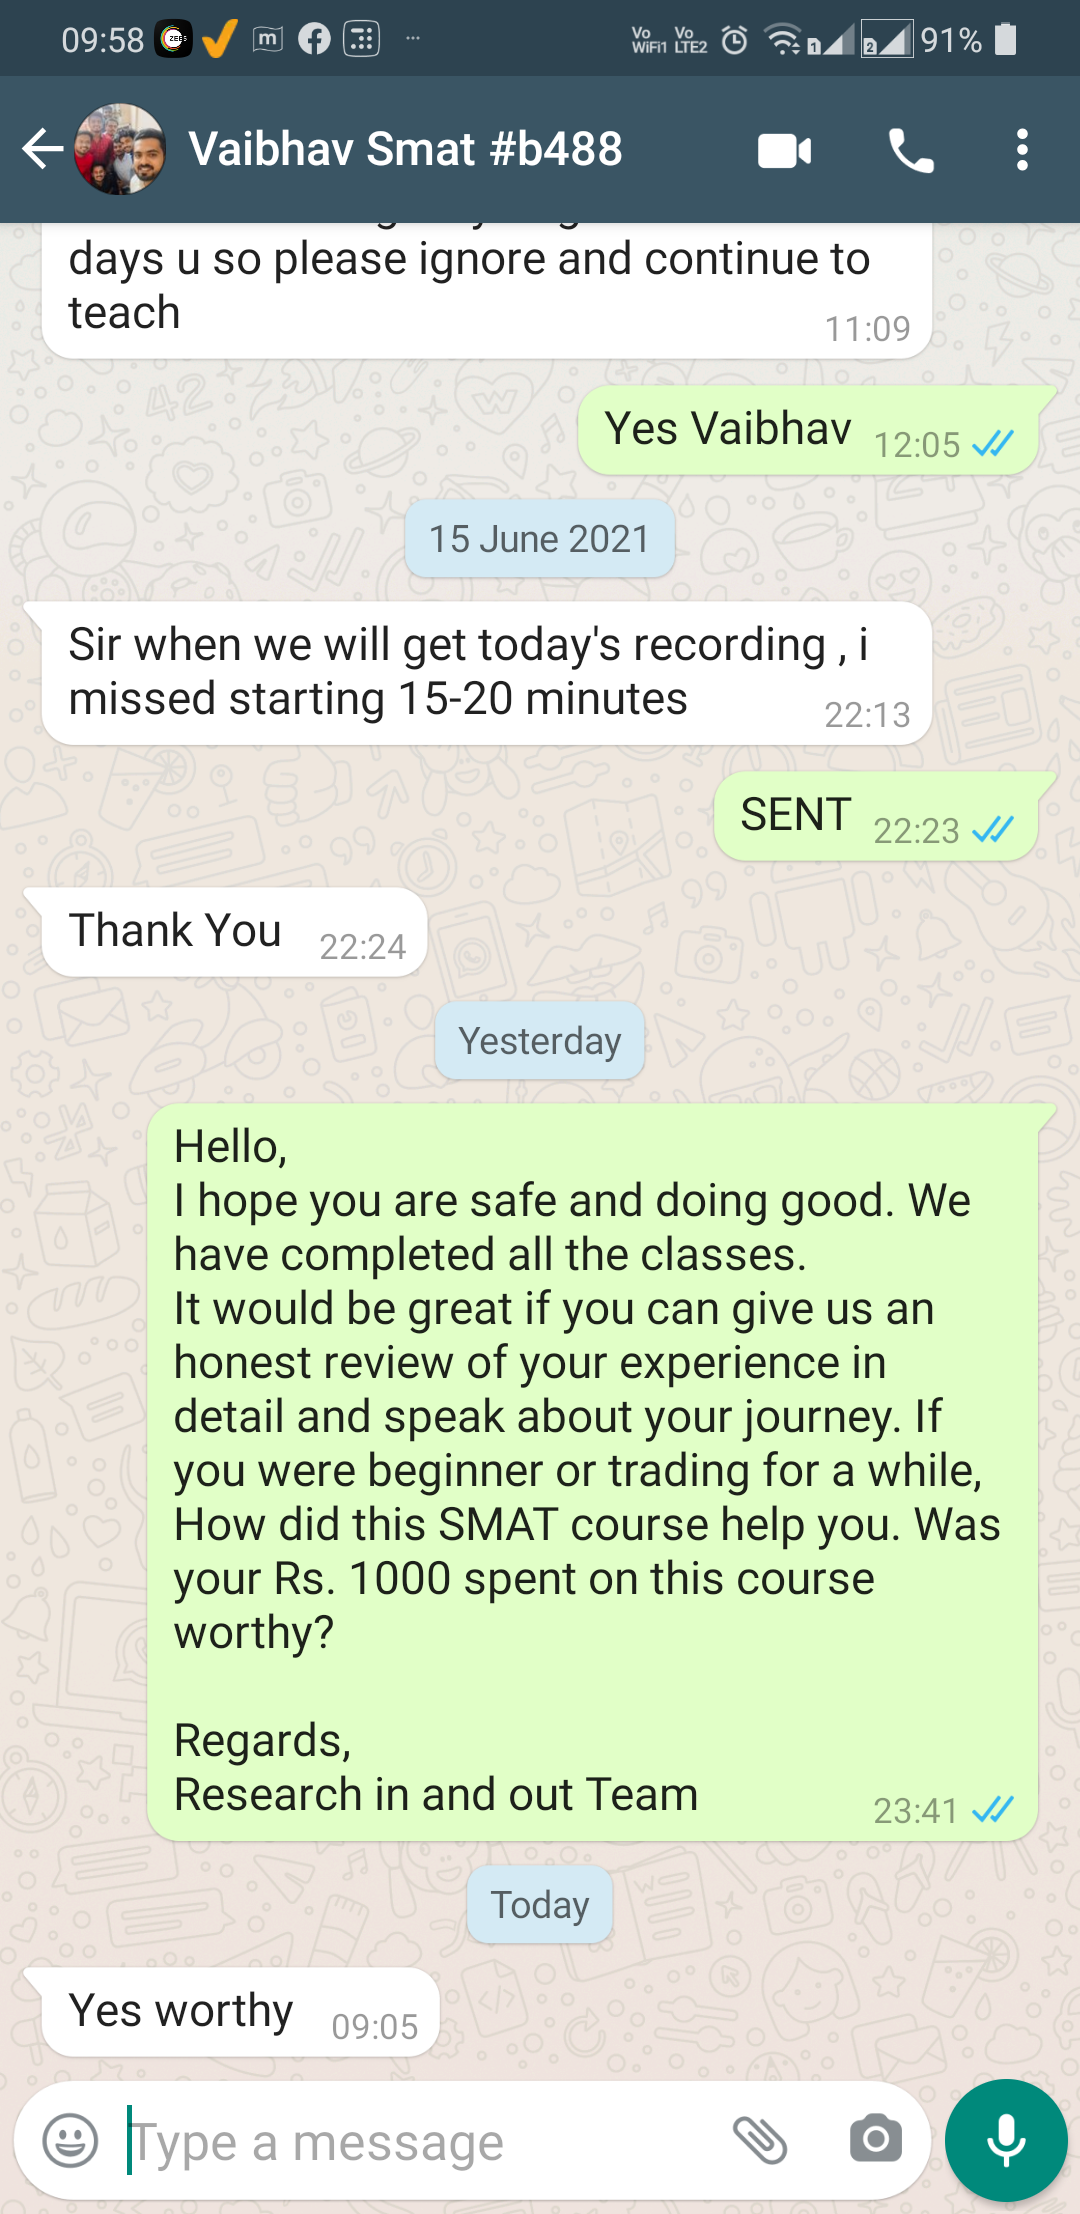 09:58
ZEE5
m
Vo WiFi1 Vo LTE2
1
2
91%
Vaibhav Smat #b488
days u so please ignore and continue to
teach
11:09
Yes Vaibhav 12:05
15 June 2021
Sir when we will get today's recording , i
missed starting 15-20 minutes
22:13
SENT 22:23
Thank You 22:24
Yesterday
Hello,
I hope you are safe and doing good. We
have completed all the classes.
It would be great if you can give us an
honest review of your experience in
detail and speak about your journey. If
you were beginner or trading for a while,
How did this SMAT course help you. Was
your Rs. 1000 spent on this course
worthy?
Regards,
Research in and out Team
23:41
Today
Yes worthy 09:05
Type a message